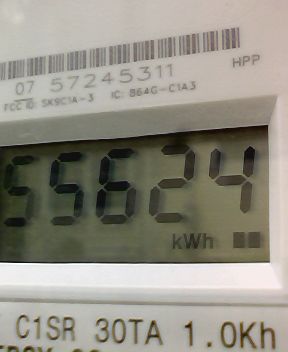 07 57245311
HPP
FCC ID: SK9C1A-3 IC: 864G-C1A3
55624
kWh
C1SR 30TA 1.0Kh